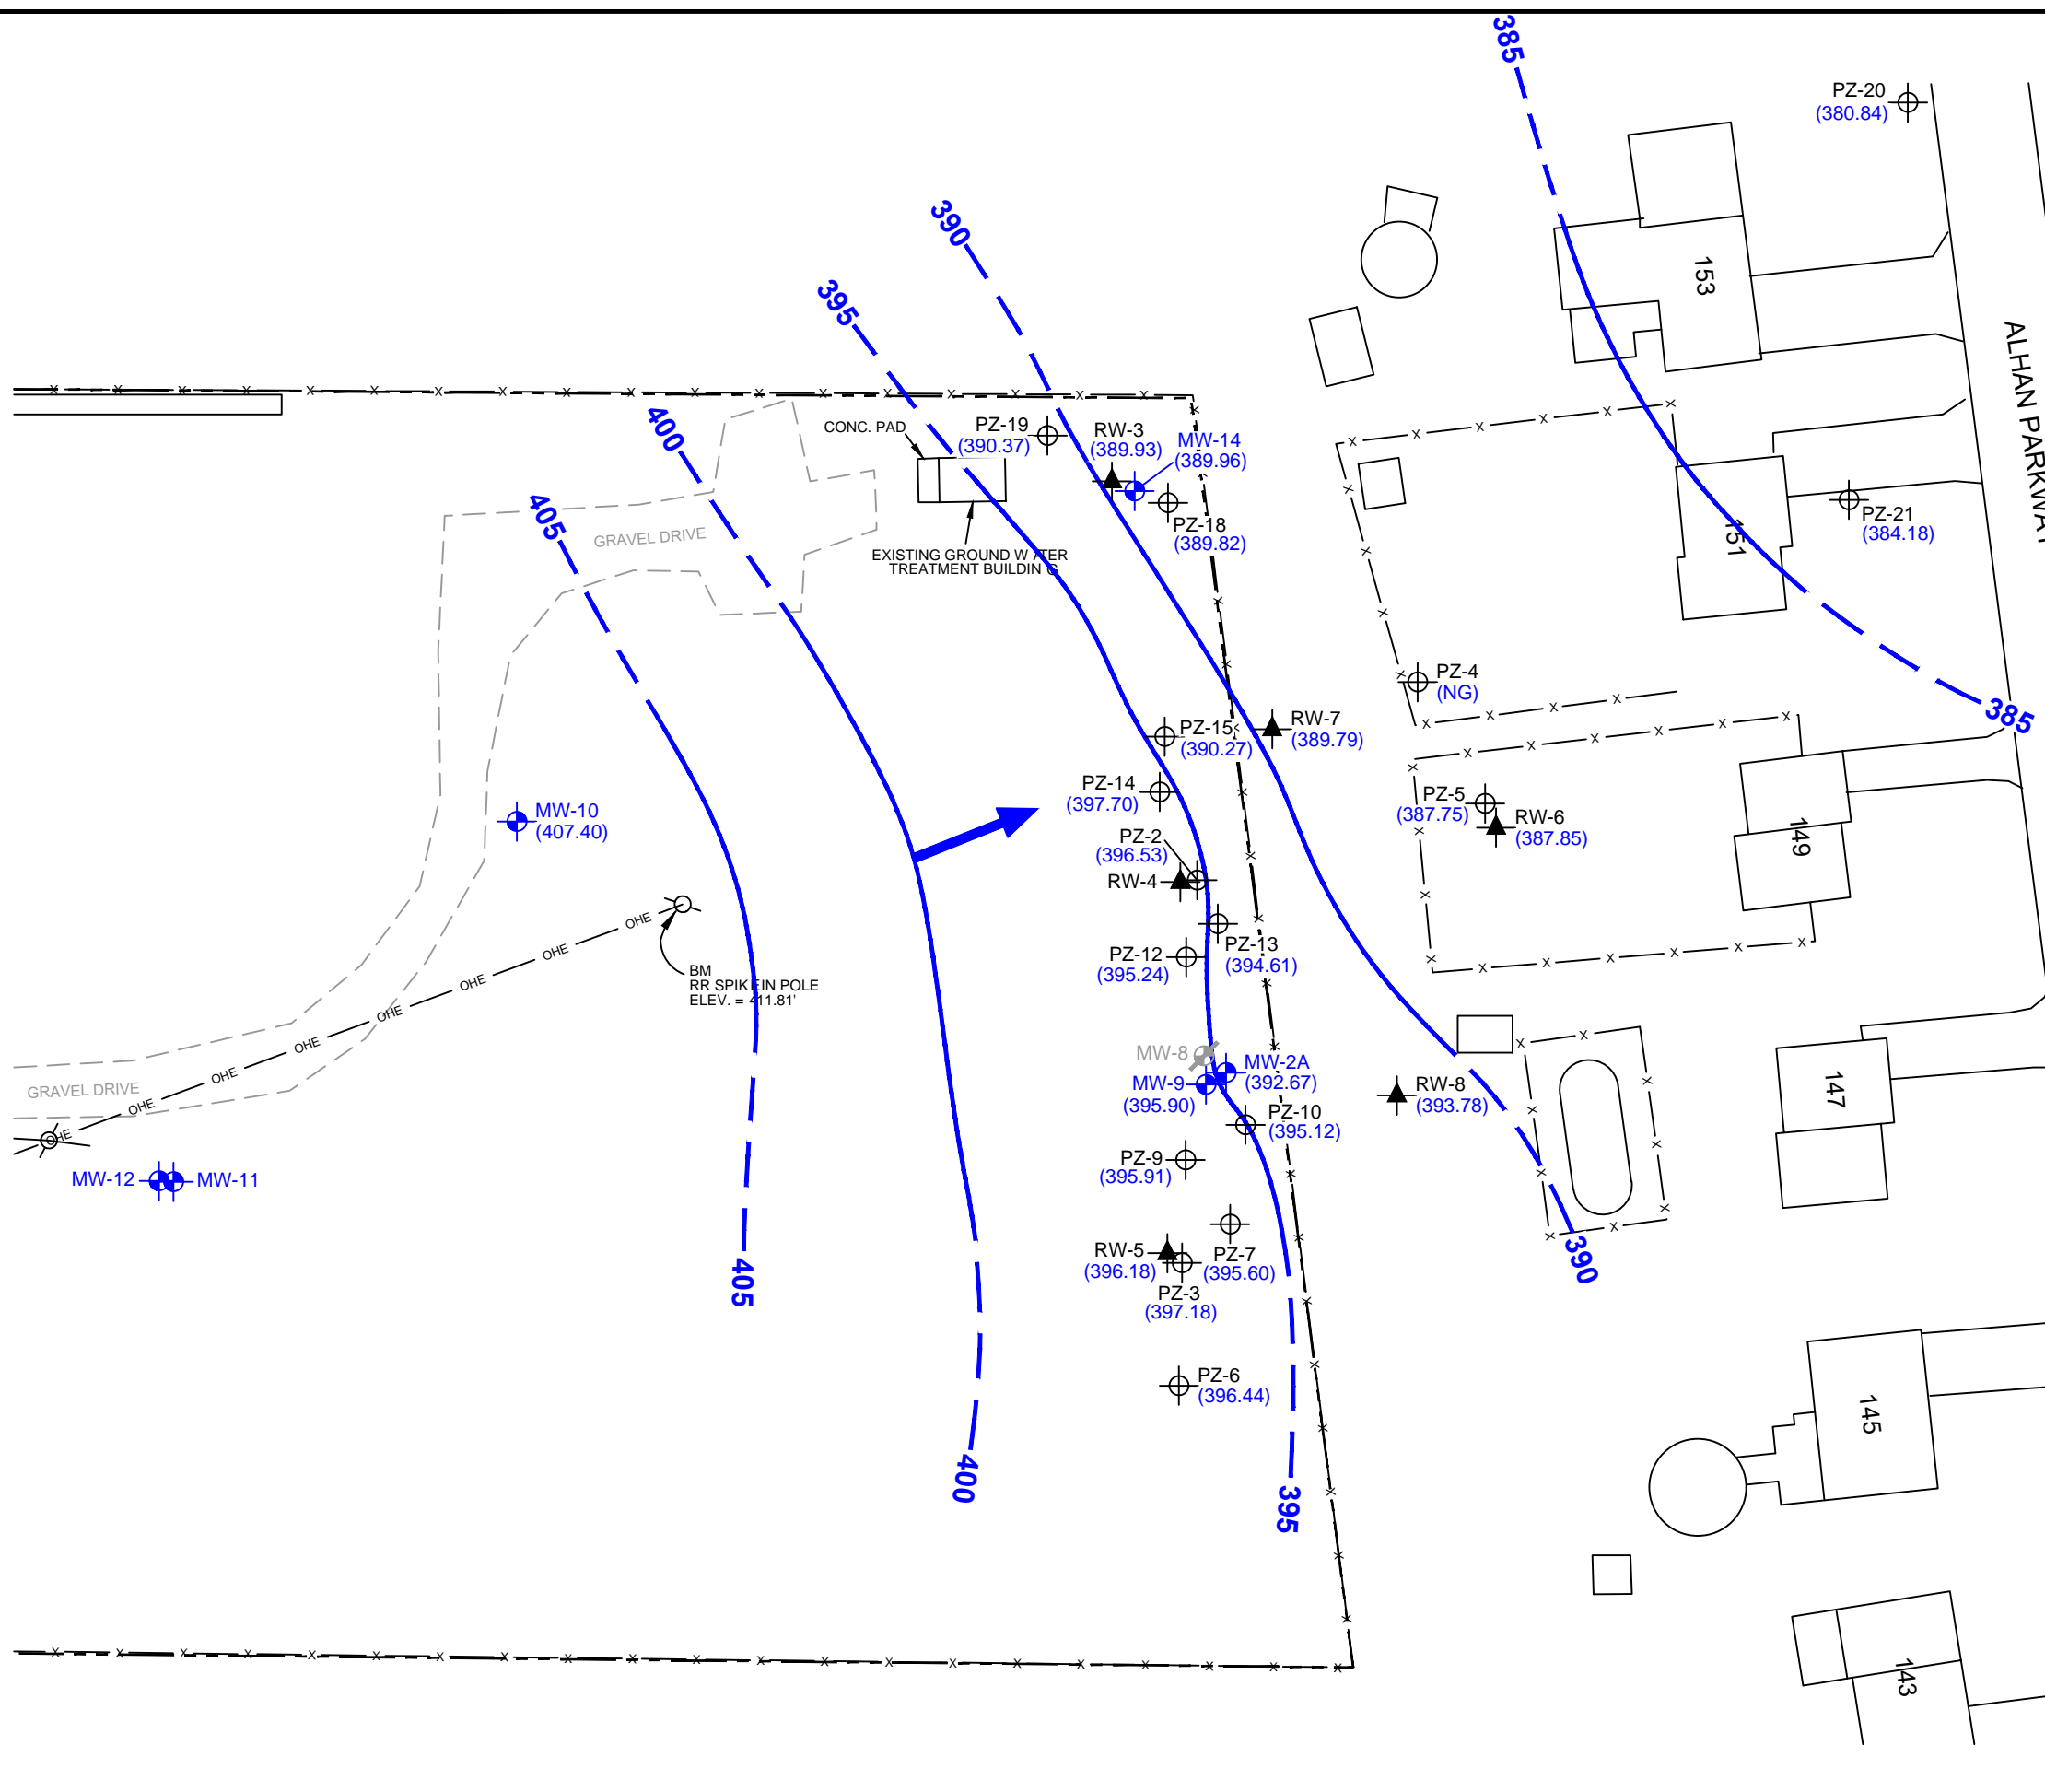 385
PZ-20
(380.84)
390
153
395
ALHAN PARKWAY
400
CONC. PAD
PZ-19
(390.37)
RW-3
(389.93)
MW-14
(389.96)
405
GRAVEL DRIVE
PZ-18
(389.82)
151
PZ-21
(384.18)
EXISTING GROUND WATER
TREATMENT BUILDING
PZ-4
(NG)
385
RW-7
(389.79)
PZ-15
(390.27)
PZ-14
(397.70)
MW-10
(407.40)
PZ-5
(387.75)
RW-6
(387.85)
149
PZ-2
(396.53)
RW-4
OHE
OHE
OHE
OHE
OHE
OHE
OHE
OHE
PZ-13
(394.61)
PZ-12
(395.24)
BM
RR SPIKE IN POLE
ELEV. = 411.81'
MW-8
MW-2A
(392.67)
MW-9
(395.90)
RW-8
(393.78)
147
GRAVEL DRIVE
PZ-10
(395.12)
PZ-9
(395.91)
MW-12
MW-11
RW-5
(396.18)
PZ-7
(395.60)
PZ-3
(397.18)
405
390
PZ-6
(396.44)
145
400
395
143